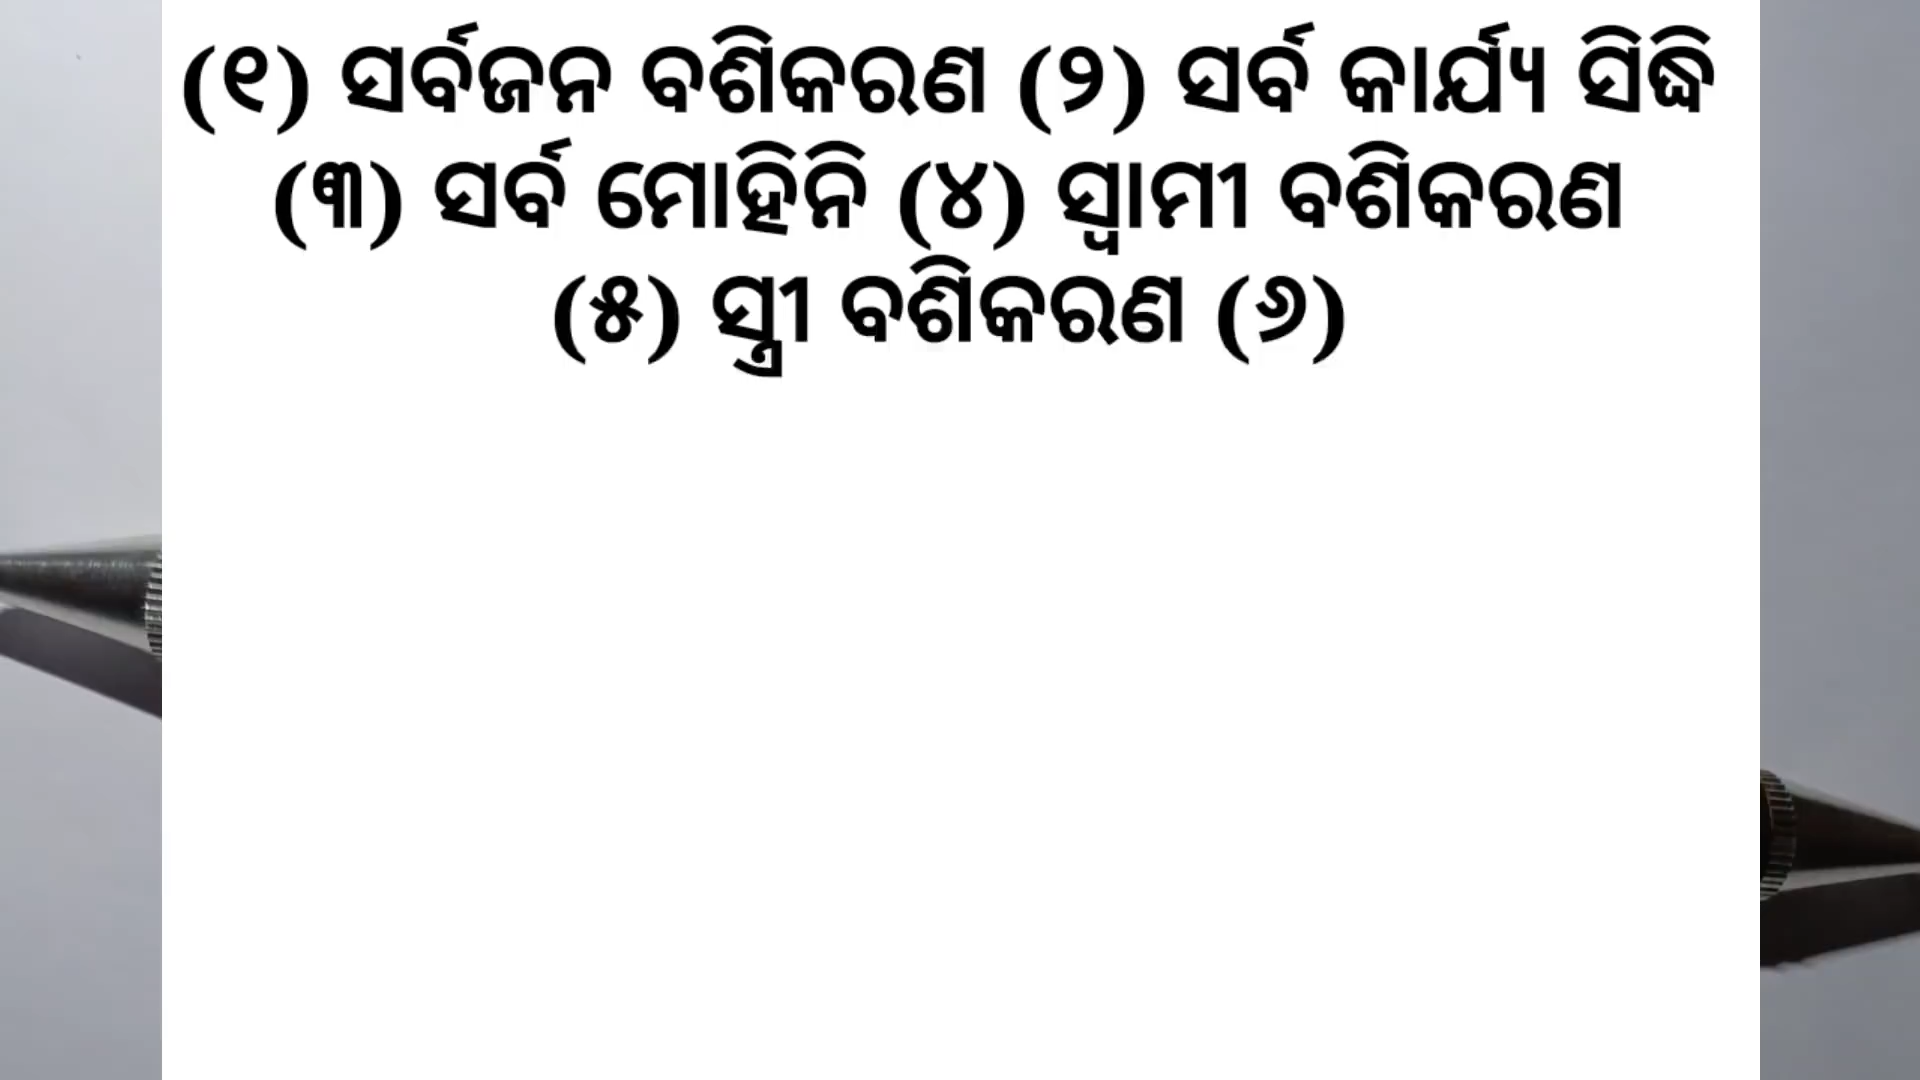 (୧) ସର୍ବଜନ ବଶିକରଣ (୨) ସର୍ବ କାର୍ଯ୍ୟ ସିଦ୍ଧି
(୩) ସର୍ବ ମୋହିନି (୪) ସ୍ୱାମୀ ବଶିକରଣ
(୫) ସ୍ତ୍ରୀ ବଶିକରଣ (୬)